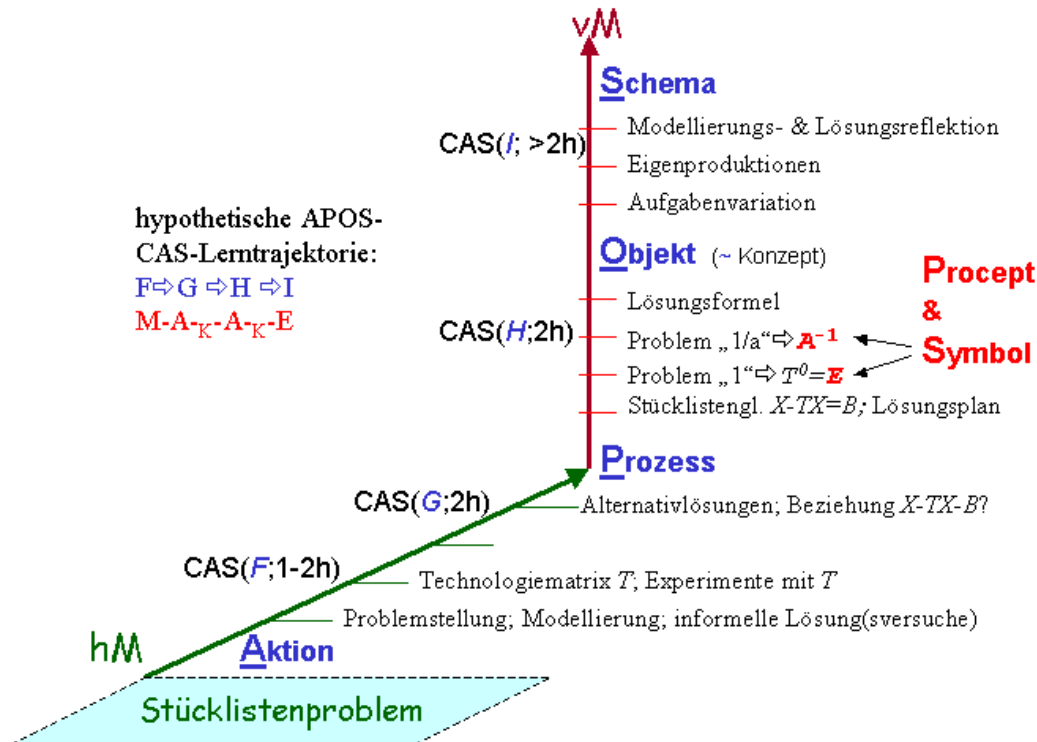 vM
Schema
Modellierungs- & Lösungsreflektion
CAS(I; >2h)
Eigenproduktionen
Aufgabenvariation
hypothetische APOS-
CAS-Lerntrajektorie:
F⇨G ⇨H ⇨I
M-A-K-A-K-E
Objekt (~ Konzept)
Procept
&
Symbol
Lösungsformel
CAS(H;2h)
Problem „1/a“⇨A⁻¹
Problem „1“⇨ T⁰=E
Stücklistengl. X-TX=B; Lösungsplan
Prozess
CAS(G;2h)
Alternativlösungen; Beziehung X-TX-B?
CAS(F;1-2h)
Technologiematrix T; Experimente mit T
Problemstellung; Modellierung; informelle Lösung(sversuche)
hM
Aktion
Stücklistenproblem